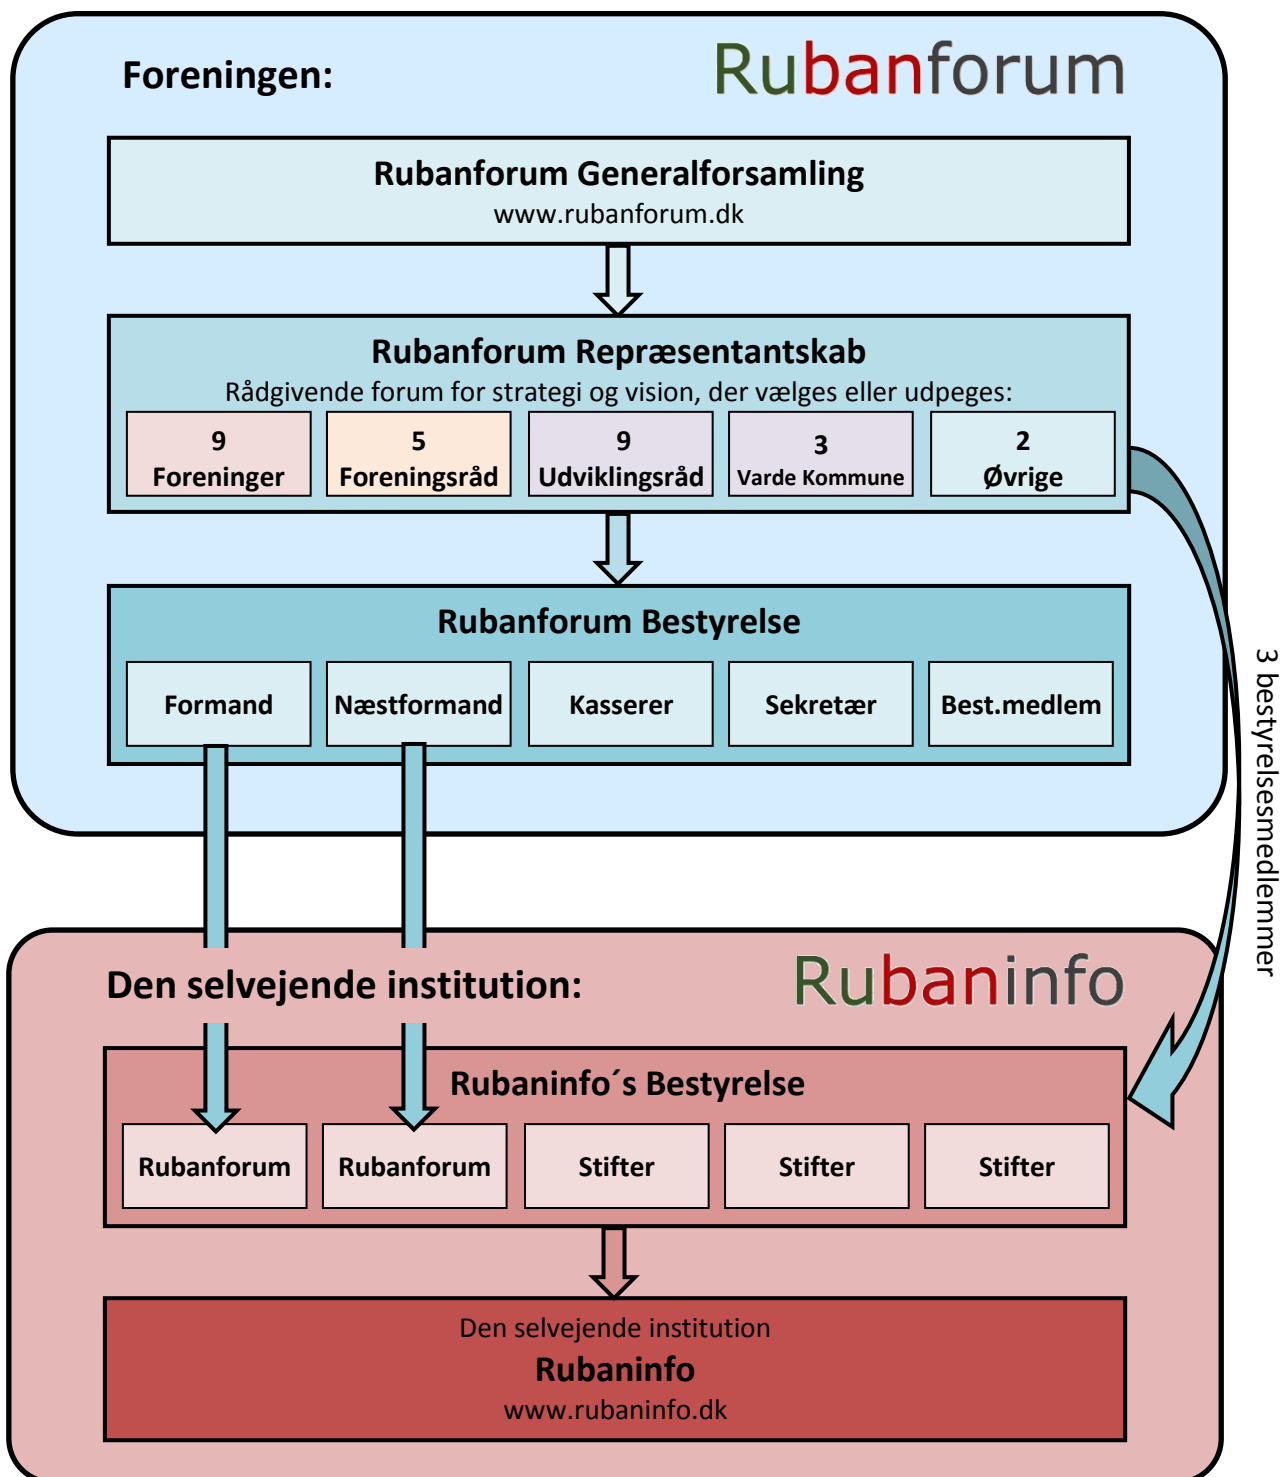 Foreningen:
Rubanforum
Rubanforum Generalforsamling
www.rubanforum.dk
Rubanforum Repræsentantskab
Rådgivende forum for strategi og vision, der vælges eller udpeges:
9
Foreninger
5
Foreningsråd
9
Udviklingsråd
3
Varde Kommune
2
Øvrige
Rubanforum Bestyrelse
Formand
Næstformand
Kasserer
Sekretær
Best.medlem
3 bestyrelsesmedlemmer
Den selvejende institution:
Rubaninfo
Rubaninfo´s Bestyrelse
Rubanforum
Rubanforum
Stifter
Stifter
Stifter
Den selvejende institution
Rubaninfo
www.rubaninfo.dk